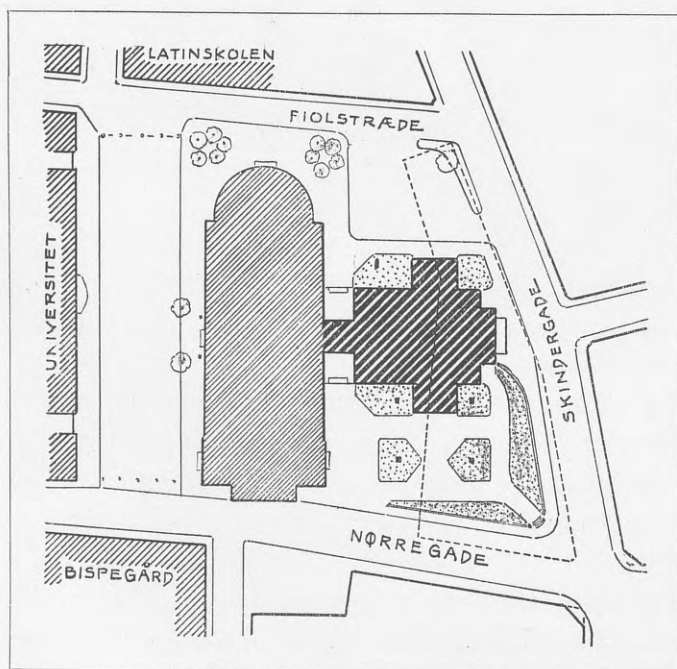 LATINSKOLEN
FIOLSTRÆDE
UNIVERSITET
SKINDERGADE
NØRREGADE
BISPEGÅRD